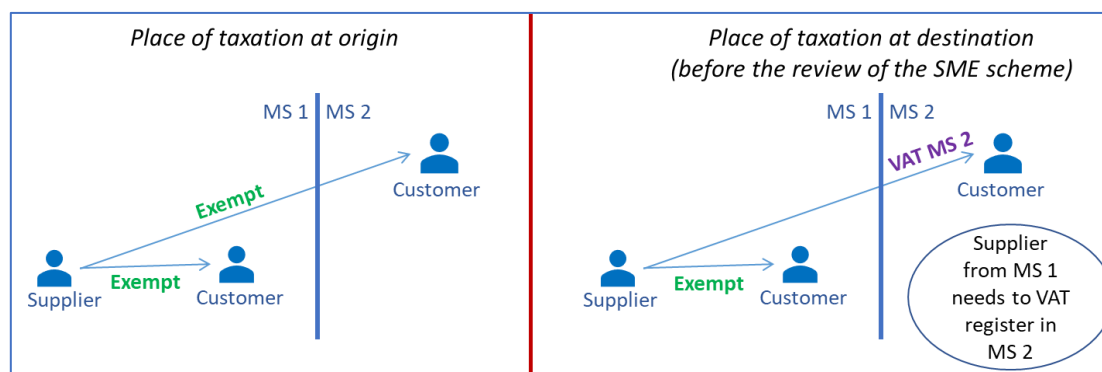 Place of taxation at origin
MS 1 MS 2
Customer
Exempt
Supplier
Exempt
Customer
Place of taxation at destination
(before the review of the SME scheme)
MS 1 MS 2
VAT MS 2
Customer
Supplier
Exempt
Customer
Supplier
from MS 1
needs to VAT
register in
MS 2